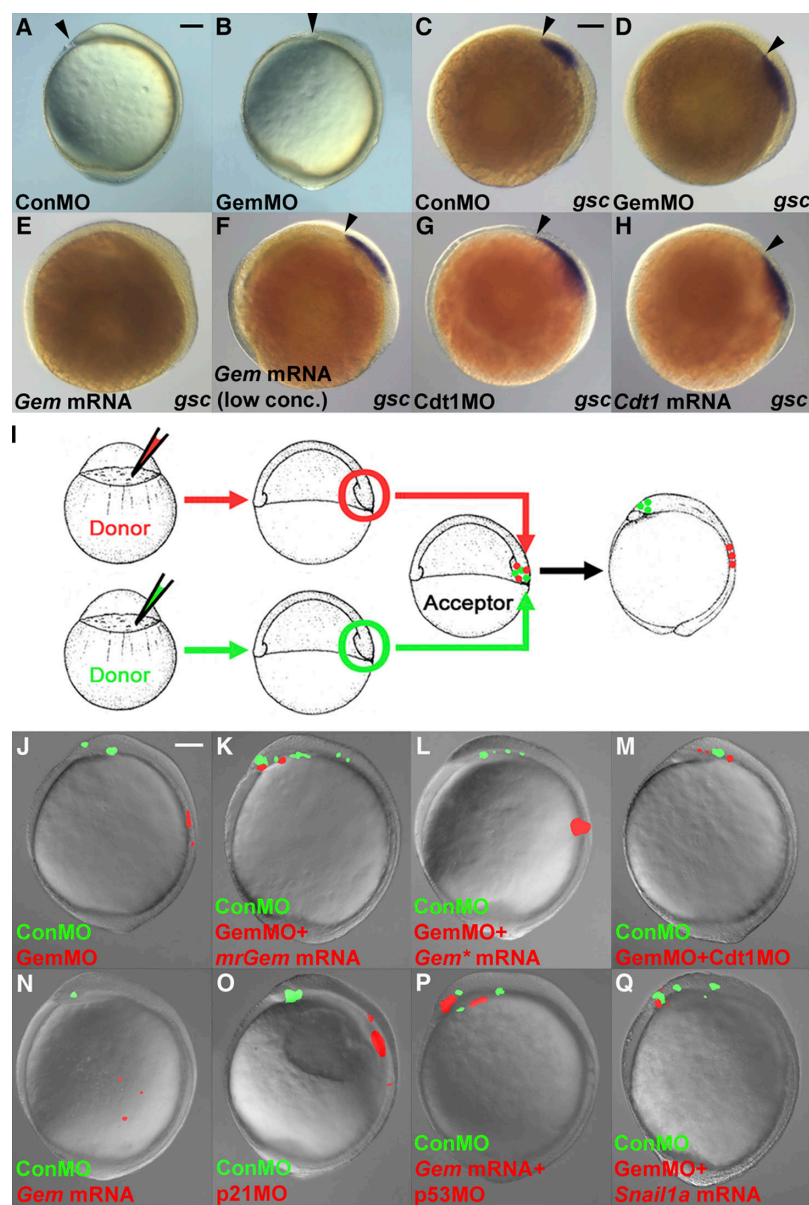 A
B
C
D
ConMO
GemMO
ConMO
gsc
GemMO
gsc
E
F
G
H
Gem mRNA
gsc
Gem mRNA
(low conc.)
gsc
Cdt1MO
gsc
Cdt1 mRNA
gsc
I
Donor
Donor
Acceptor
J
K
L
M
ConMO
GemMO
ConMO
GemMO+
mrGem mRNA
ConMO
GemMO+
Gem* mRNA
ConMO
GemMO+Cdt1MO
N
O
P
Q
ConMO
Gem mRNA
ConMO
p21MO
ConMO
Gem mRNA+
p53MO
ConMO
GemMO+
Snail1a mRNA